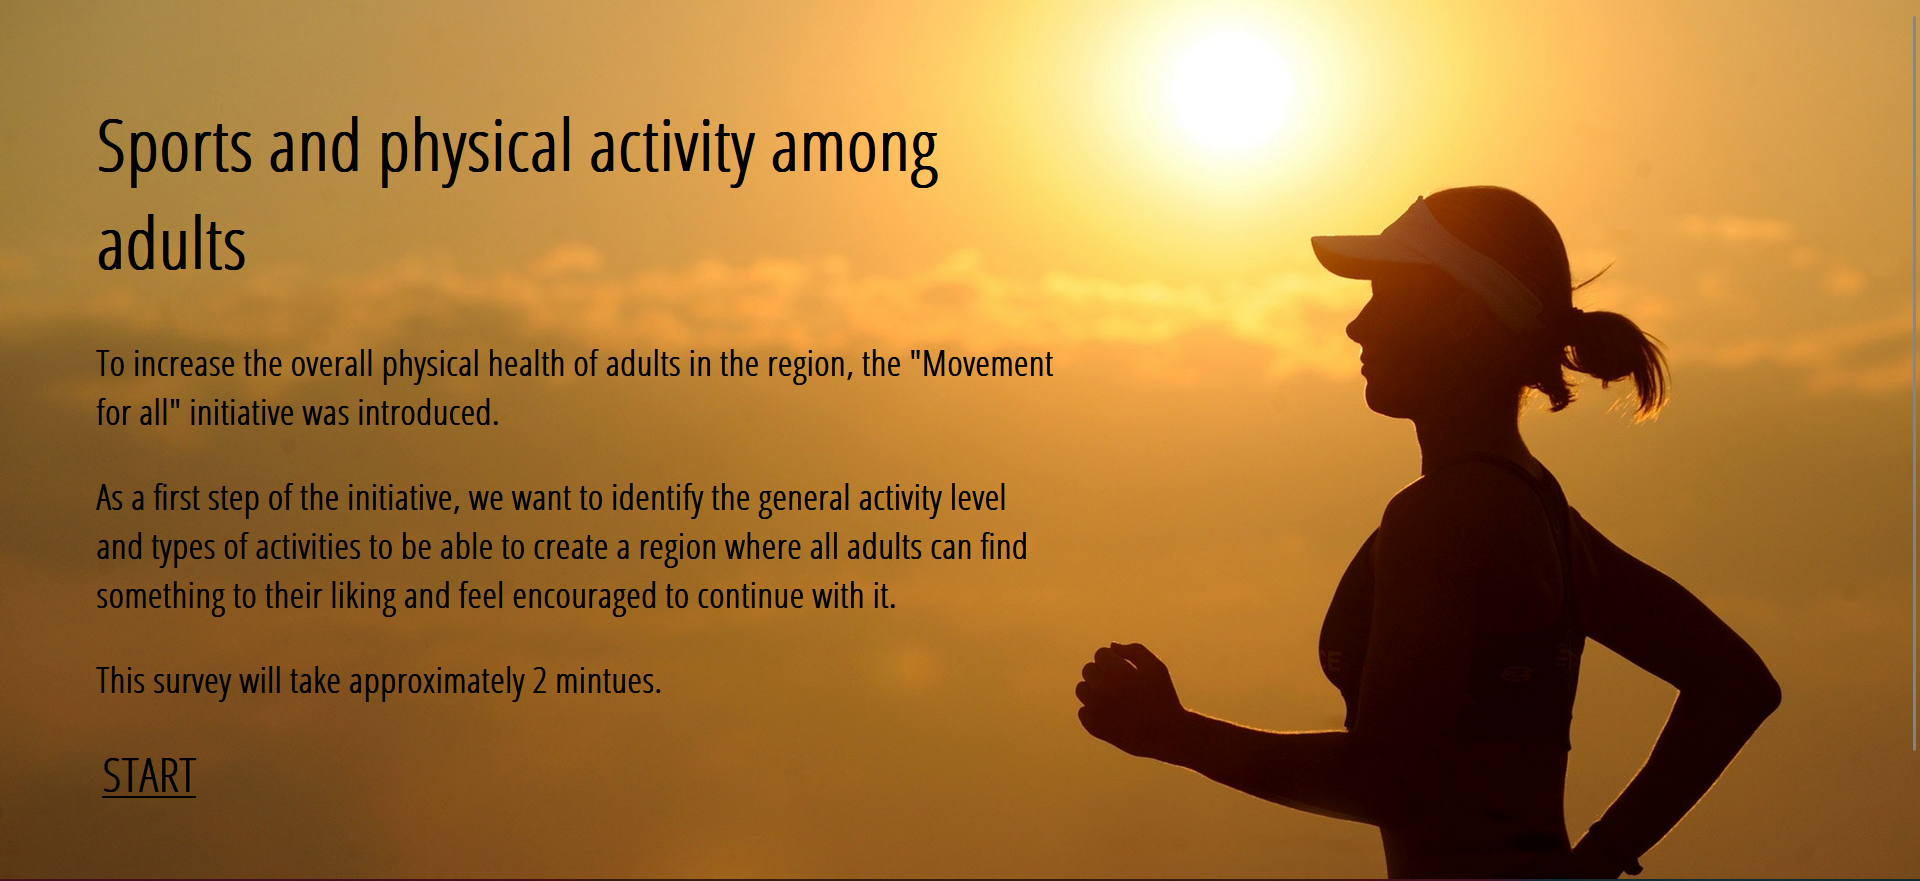 Sports and physical activity among
adults
To increase the overall physical health of adults in the region, the "Movement
for all" initiative was introduced.
As a first step of the initiative, we want to identify the general activity level
and types of activities to be able to create a region where all adults can find
something to their liking and feel encouraged to continue with it.
This survey will take approximately 2 mintues.
START